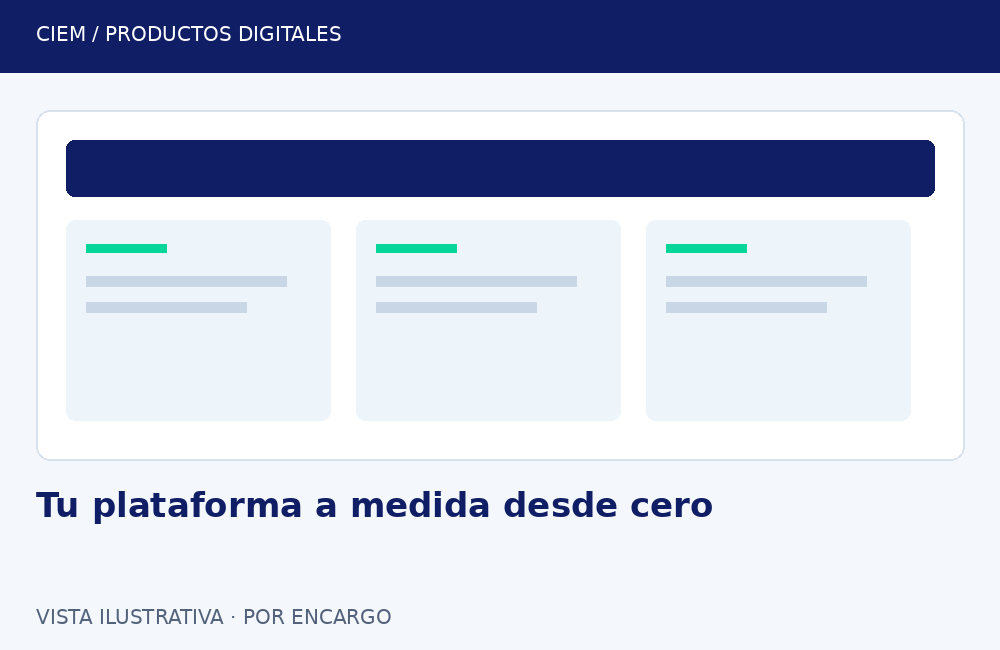 CIEM / PRODUCTOS DIGITALES
Tu plataforma a medida desde cero
VISTA ILUSTRATIVA · POR ENCARGO